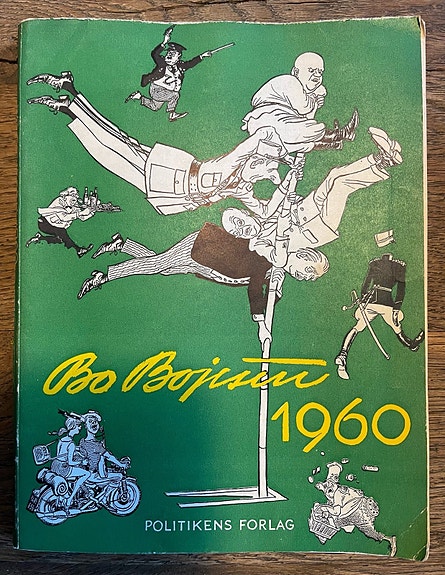 Bo Bojesen
1960
POLITIKENS FORLAG